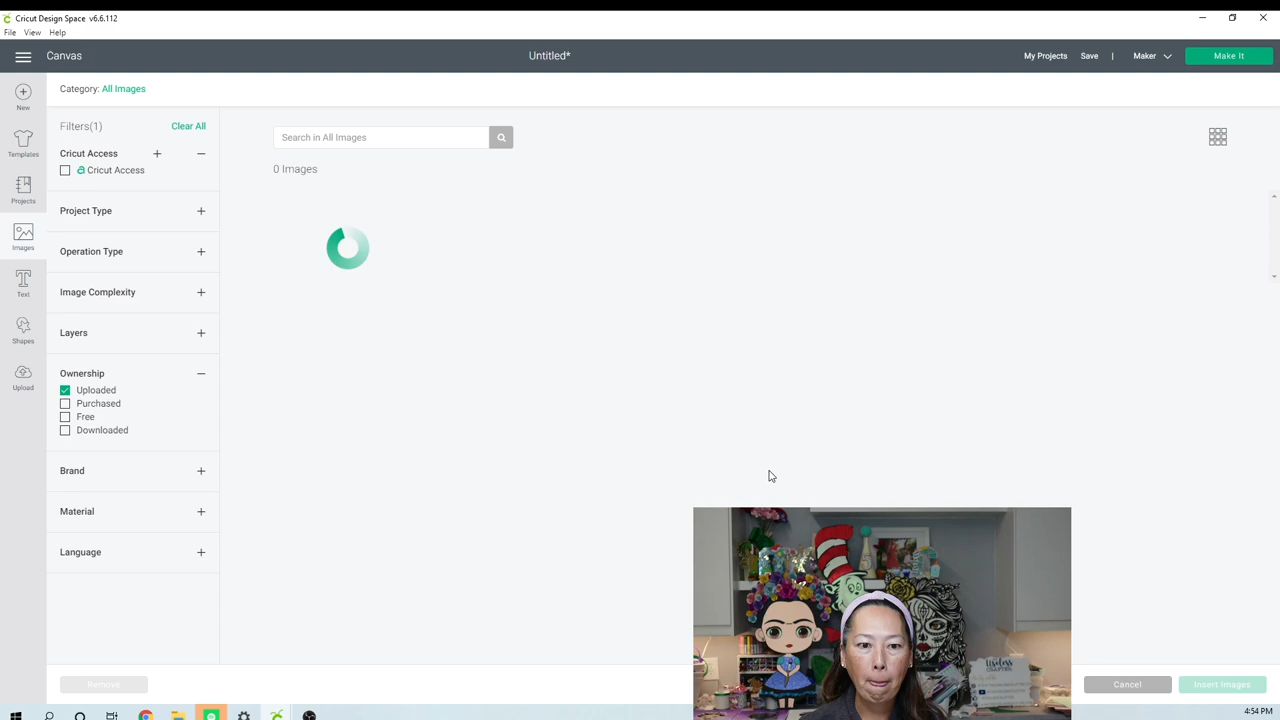 Cricut Design Space v6.6.112
File View Help
Canvas
Untitled*
My Projects Save | Maker Make It
New
Templates
Projects
Images
Text
Shapes
Upload
Category: All Images
Filters(1) Clear All
Cricut Access
Cricut Access
Project Type
Operation Type
Image Complexity
Layers
Ownership
Uploaded
Purchased
Free
Downloaded
Brand
Material
Language
Search in All Images
0 Images
Remove
Cancel
Insert Images
4:54 PM